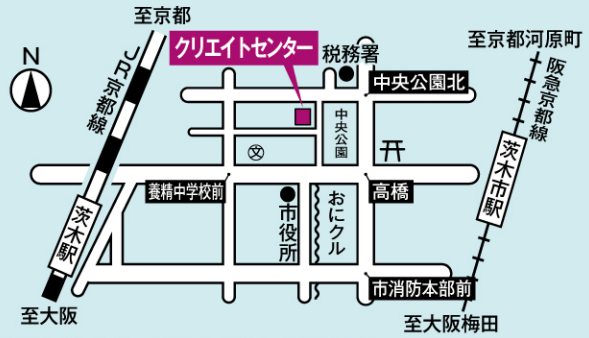 至京都
N
クリエイトセンター
税務署
至京都河原町
JR京都線
中央公園北
阪急京都線
中央公園
文
茨木市駅
養精中学校前
高橋
茨木駅
市役所
おにクル
市消防本部前
至大阪
至大阪梅田